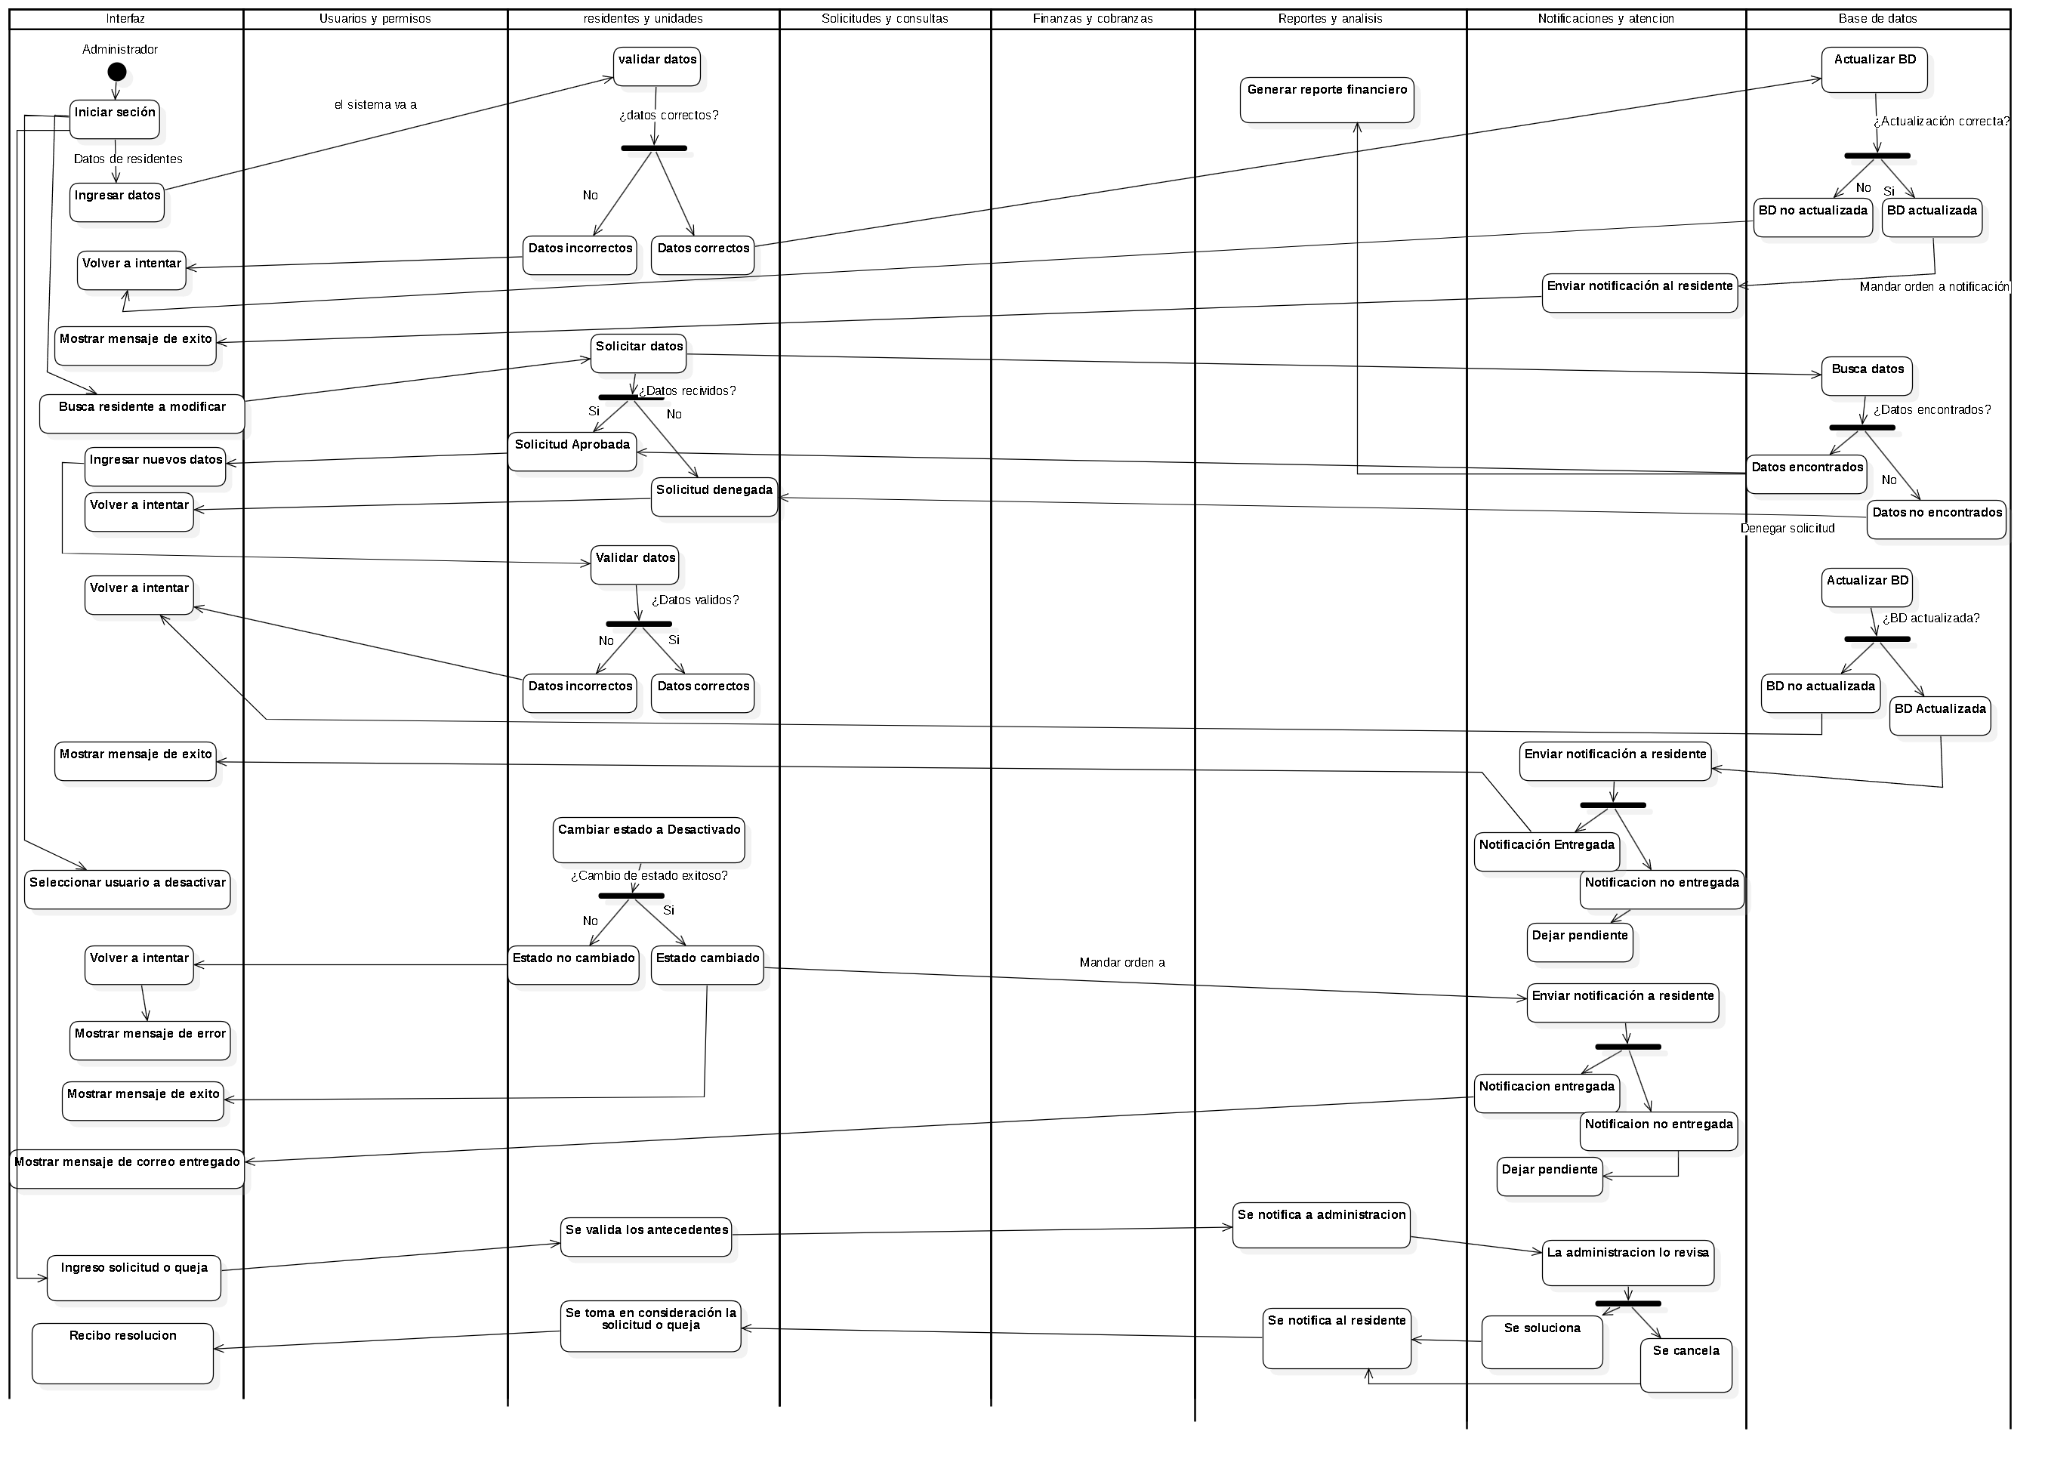 Interfaz
Usuarios y permisos
residentes y unidades
Solicitudes y consultas
Finanzas y cobranzas
Reportes y analisis
Notificaciones y atencion
Base de datos
Administrador
validar datos
Actualizar BD
Generar reporte financiero
el sistema va a
Iniciar seción
¿datos correctos?
¿Actualización correcta?
Datos de residentes
Ingresar datos
No
No
Si
BD no actualizada
BD actualizada
Datos incorrectos
Datos correctos
Volver a intentar
Enviar notificación al residente
Mandar orden a notificación
Mostrar mensaje de exito
Solicitar datos
Busca datos
¿Datos recividos?
Busca residente a modificar
Si
No
¿Datos encontrados?
Solicitud Aprobada
Ingresar nuevos datos
Datos encontrados
No
Solicitud denegada
Volver a intentar
Datos no encontrados
Denegar solicitud
Validar datos
Volver a intentar
Actualizar BD
¿Datos validos?
¿BD actualizada?
No
Si
Datos incorrectos
Datos correctos
BD no actualizada
BD Actualizada
Mostrar mensaje de exito
Enviar notificación a residente
Cambiar estado a Desactivado
Notificación Entregada
¿Cambio de estado exitoso?
Seleccionar usuario a desactivar
Notificacion no entregada
No
Si
Dejar pendiente
Volver a intentar
Estado no cambiado
Estado cambiado
Mandar orden a
Enviar notificación a residente
Mostrar mensaje de error
Notificacion entregada
Mostrar mensaje de exito
Notificaion no entregada
Mostrar mensaje de correo entregado
Dejar pendiente
Se valida los antecedentes
Se notifica a administracion
La administracion lo revisa
Ingreso solicitud o queja
Se toma en consideración la
solicitud o queja
Se notifica al residente
Se soluciona
Recibo resolucion
Se cancela